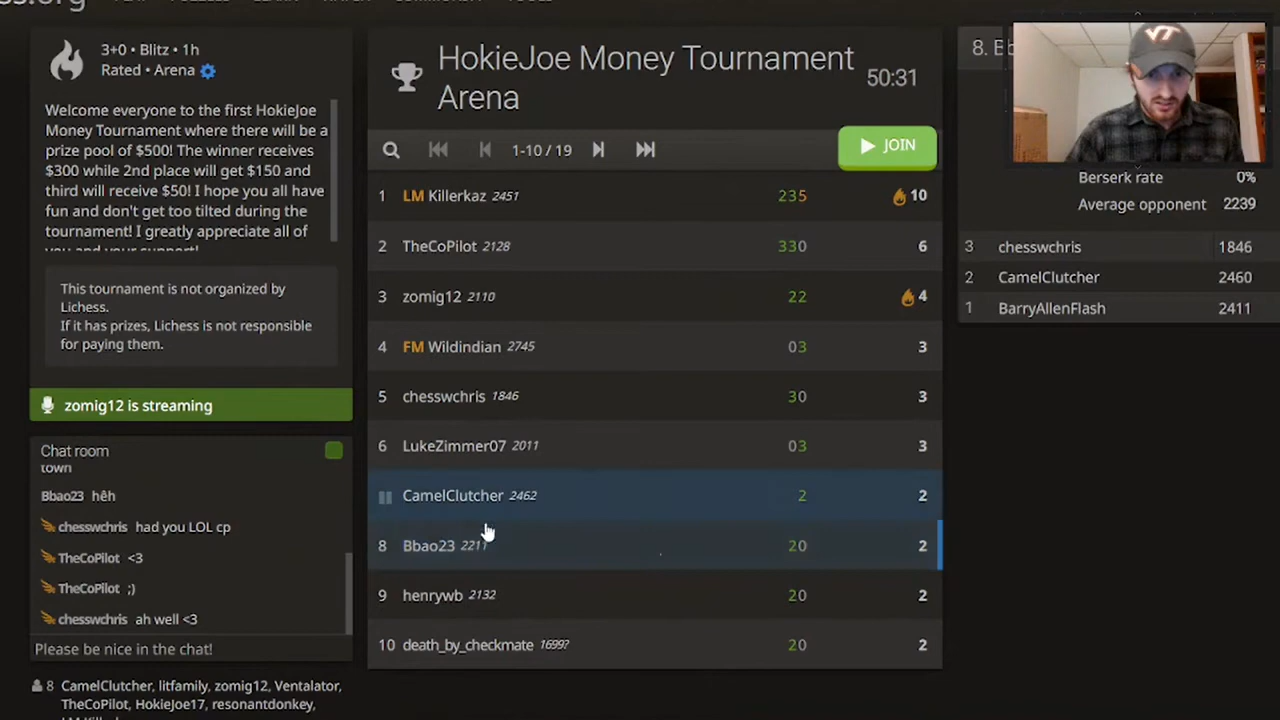 3+0 • Blitz • 1h
Rated • Arena
Welcome everyone to the first HokieJoe
Money Tournament where there will be a
prize pool of $500! The winner receives
$300 while 2nd place will get $150 and
third will receive $50! I hope you all have
fun and don't get too tilted during the
tournament! I greatly appreciate all of
you and your support!
This tournament is not organized by
Lichess.
If it has prizes, Lichess is not responsible
for paying them.
zomig12 is streaming
Chat room
town
Bbao23 hêh
chesswchris had you LOL cp
TheCoPilot <3
TheCoPilot ;)
chesswchris ah well <3
Please be nice in the chat!
8 CamelClutcher, litfamily, zomig12, Ventalator,
TheCoPilot, HokieJoe17, resonantdonkey,
HokieJoe Money Tournament
Arena
50:31
1-10 / 19
JOIN
1 LM Killerkaz 2451 235 10
2 TheCoPilot 2128 330 6
3 zomig12 2110 22 4
4 FM Wildindian 2745 03 3
5 chesswchris 1846 30 3
6 LukeZimmer07 2011 03 3
CamelClutcher 2462 2 2
8 Bbao23 2211 20 2
9 henrywb 2132 20 2
10 death_by_checkmate 1699? 20 2
8.
VT
Berserk rate 0%
Average opponent 2239
3 chesswchris 1846
2 CamelClutcher 2460
1 BarryAllenFlash 2411